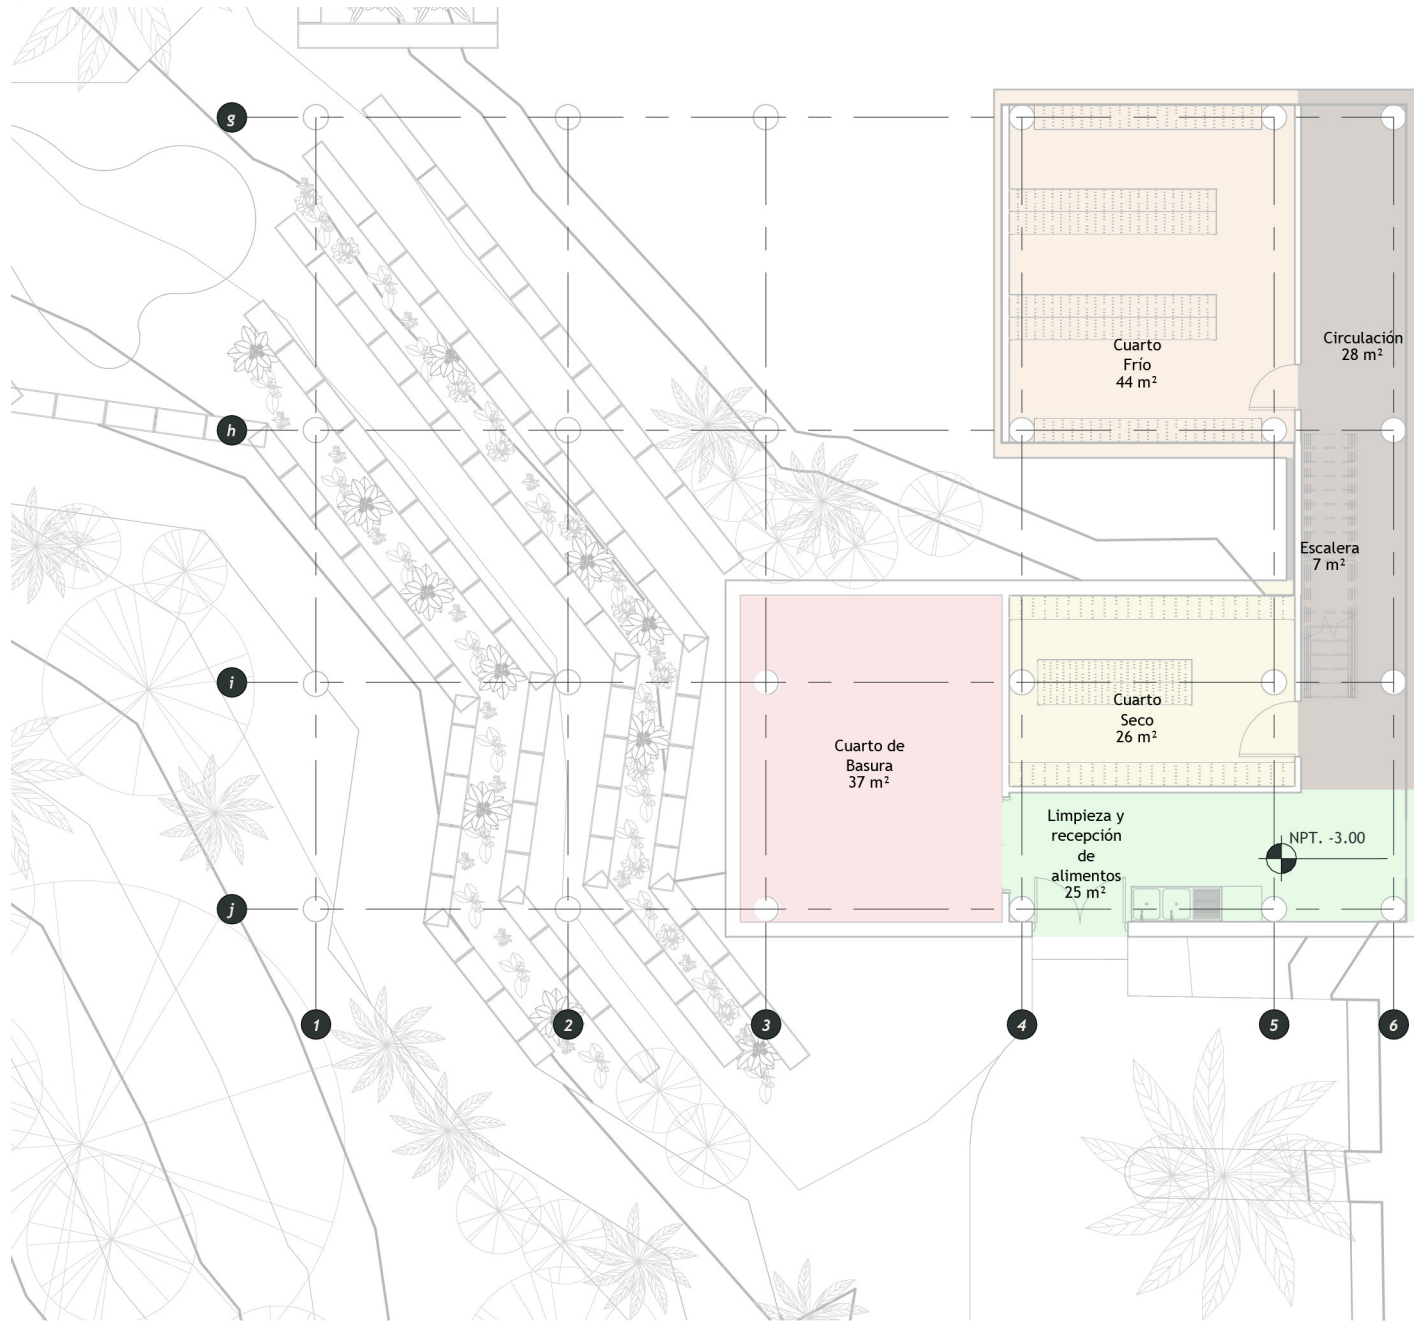 g
Circulación
28 m²
Cuarto
Frío
44 m²
h
Escalera
7 m²
i
Cuarto
Seco
26 m²
Cuarto de
Basura
37 m²
Limpieza y
recepción
de
alimentos
25 m²
NPT. -3.00
j
1
2
3
4
5
6